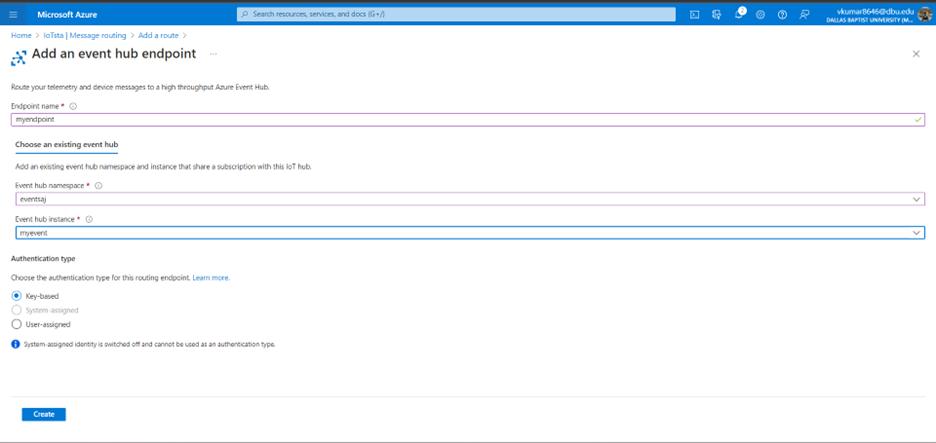 Microsoft Azure
Search resources, services, and docs (G+/)
2
vkumar8646@dbu.edu
DALLAS BAPTIST UNIVERSITY (M...
Home > IoTsta | Message routing > Add a route >
Add an event hub endpoint ...
Route your telemetry and device messages to a high throughput Azure Event Hub.
Endpoint name *
myendpoint
Choose an existing event hub
Add an existing event hub namespace and instance that share a subscription with this IoT hub.
Event hub namespace *
eventsaj
Event hub instance *
myevent
Authentication type
Choose the authentication type for this routing endpoint. Learn more.
Key-based
System-assigned
User-assigned
System-assigned identity is switched off and cannot be used as an authentication type.
Create